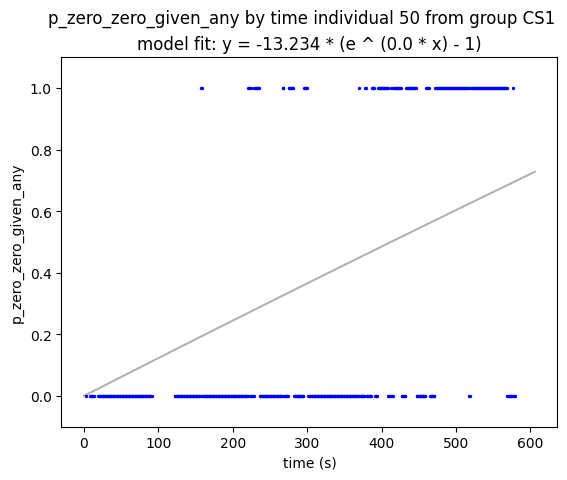 p_zero_zero_given_any by time individual 50 from group CS1
model fit: y = -13.234 * (e ^ (0.0 * x) - 1)
p_zero_zero_given_any
1.0
0.8
0.6
0.4
0.2
0.0
0 100 200 300 400 500 600
time (s)